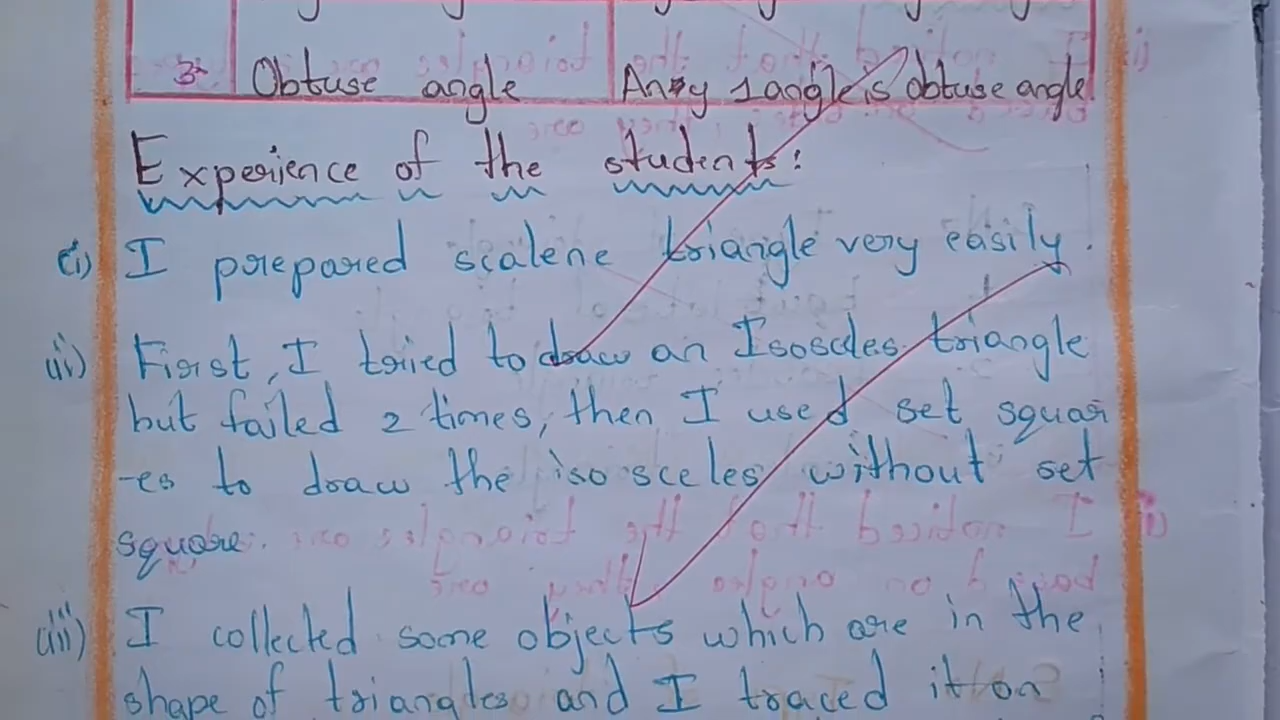 3- Obtuse angle Any 1 angle is obtuse angle
Experience of the students:
(i) I prepared scalene triangle very easily.
(ii) First, I tried to draw an Isosceles triangle
but failed 2 times, then I used set squar
-es to draw the isosceles without set
square.
(iii) I collected some objects which are in the
shape of triangles and I traced it on